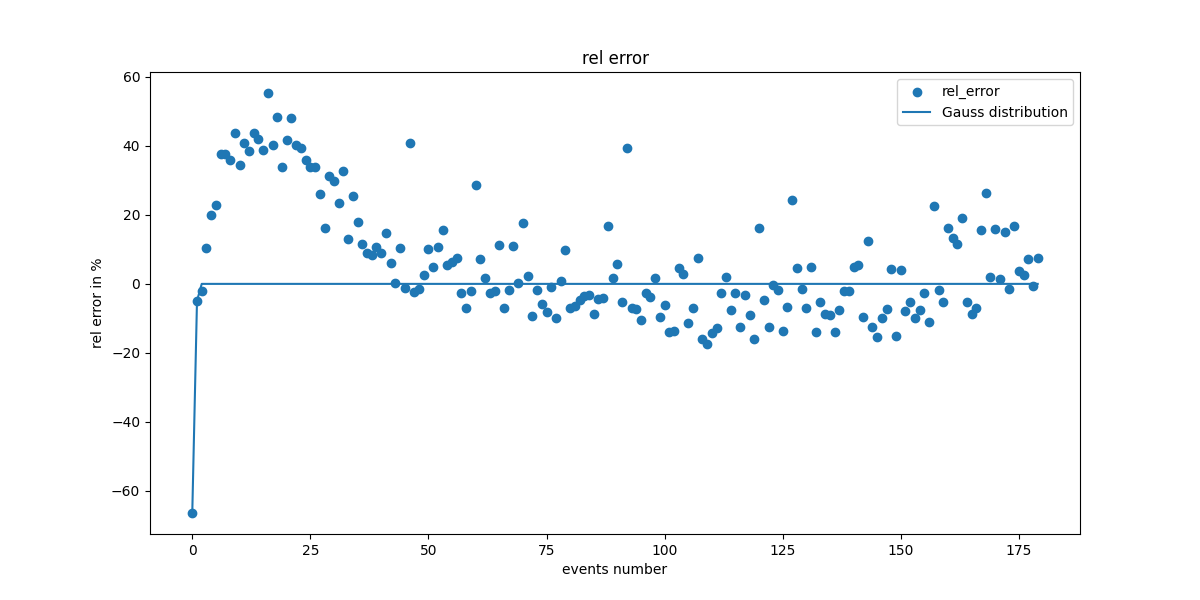 rel error
rel_error
Gauss distribution
rel error in %
60
40
20
0
−20
−40
−60
0 25 50 75 100 125 150 175
events number